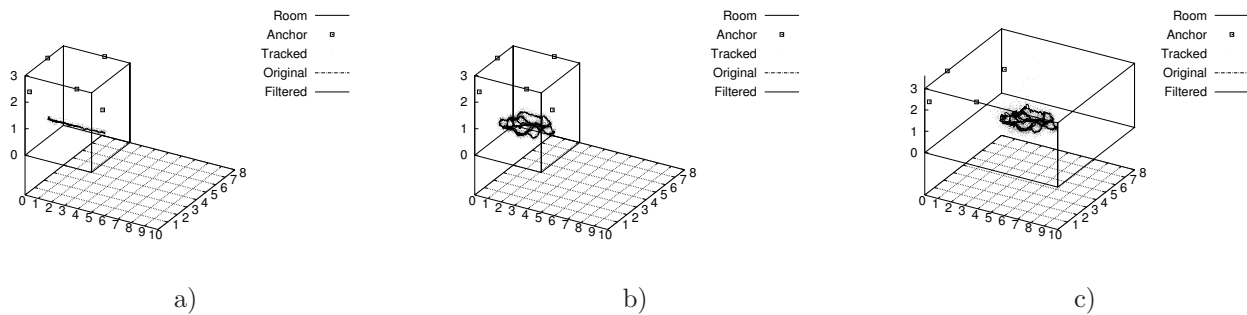 Room
Anchor
Tracked
Original
Filtered
3
2
1
0
0 1 2 3 4 5 6 7 8 9 10
1 2 3 4 5 6 7 8
a)
Room
Anchor
Tracked
Original
Filtered
3
2
1
0
0 1 2 3 4 5 6 7 8 9 10
1 2 3 4 5 6 7 8
b)
Room
Anchor
Tracked
Original
Filtered
3
2
1
0
0 1 2 3 4 5 6 7 8 9 10
1 2 3 4 5 6 7 8
c)